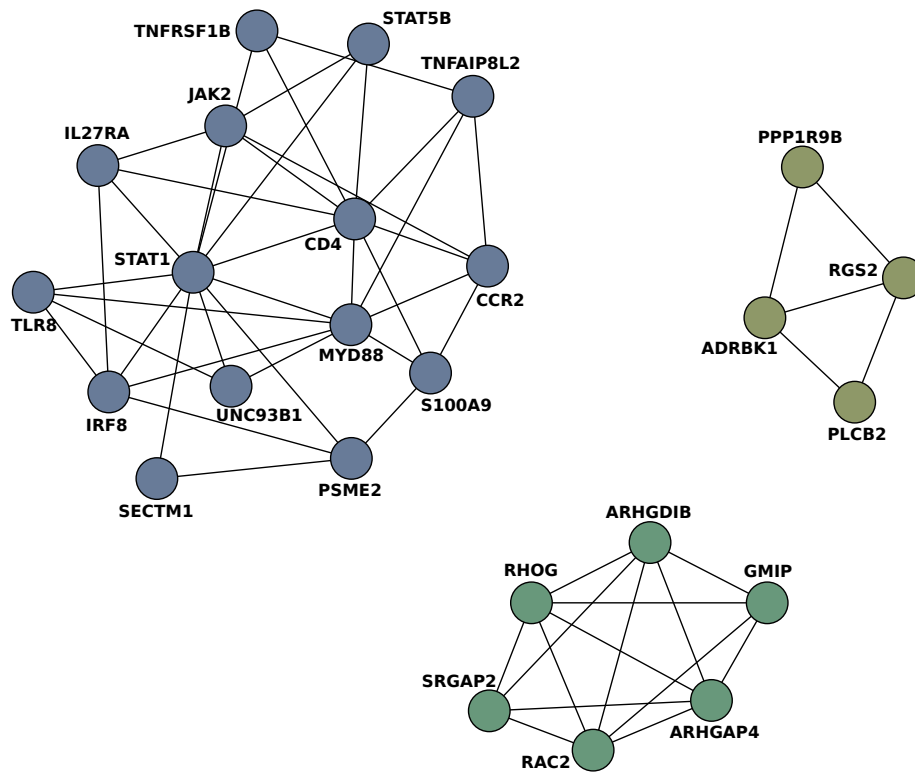 STAT5B
TNFRSF1B
TNFAIP8L2
JAK2
IL27RA
PPP1R9B
CD4
STAT1
RGS2
CCR2
TLR8
ADRBK1
MYD88
S100A9
UNC93B1
IRF8
PLCB2
PSME2
SECTM1
ARHGDIB
RHOG
GMIP
SRGAP2
ARHGAP4
RAC2